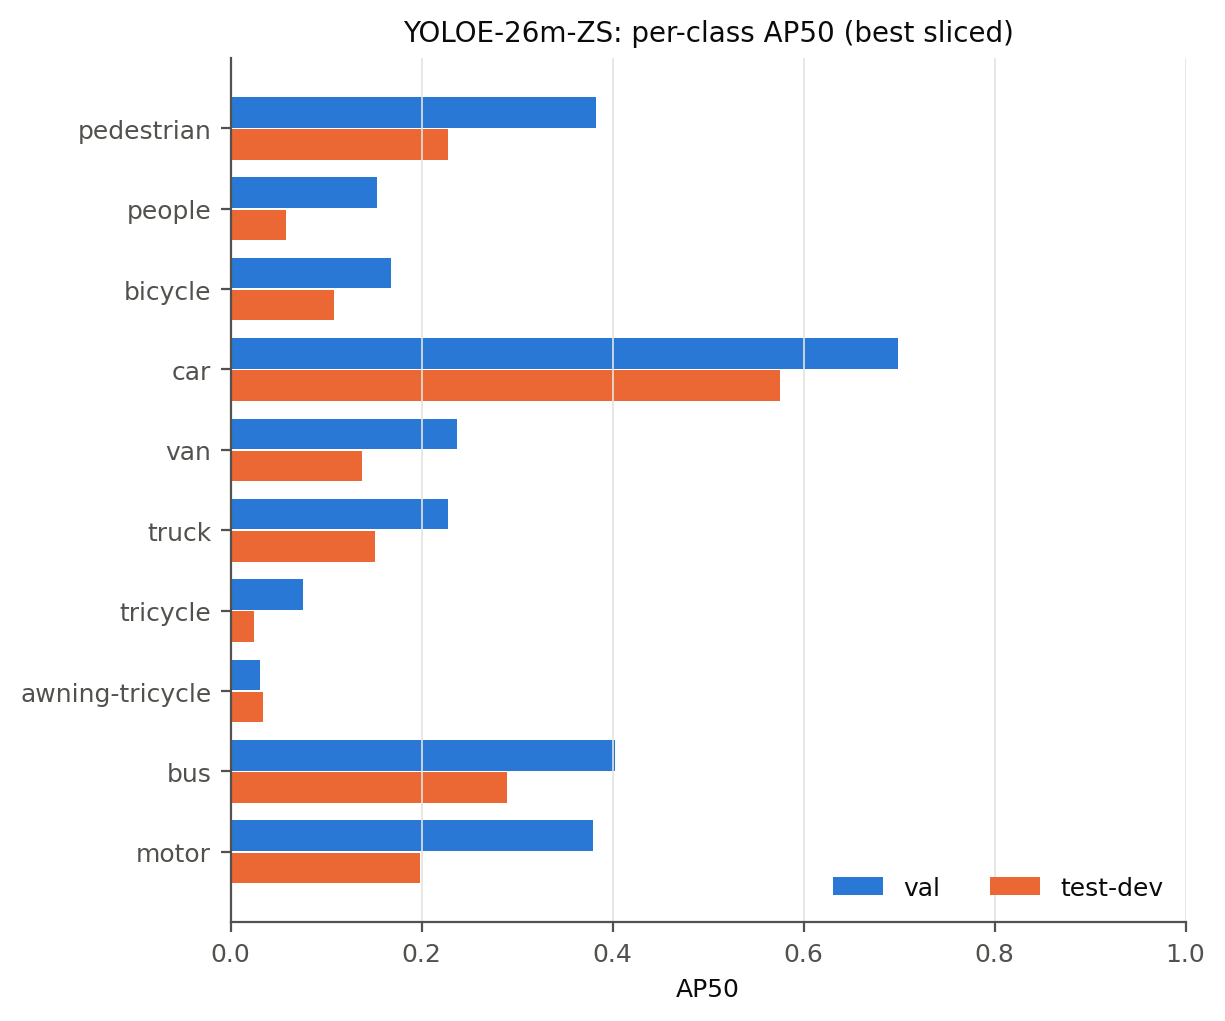 YOLOE-26m-ZS: per-class AP50 (best sliced)
pedestrian
people
bicycle
car
van
truck
tricycle
awning-tricycle
bus
motor
val test-dev
0.0 0.2 0.4 0.6 0.8 1.0
AP50